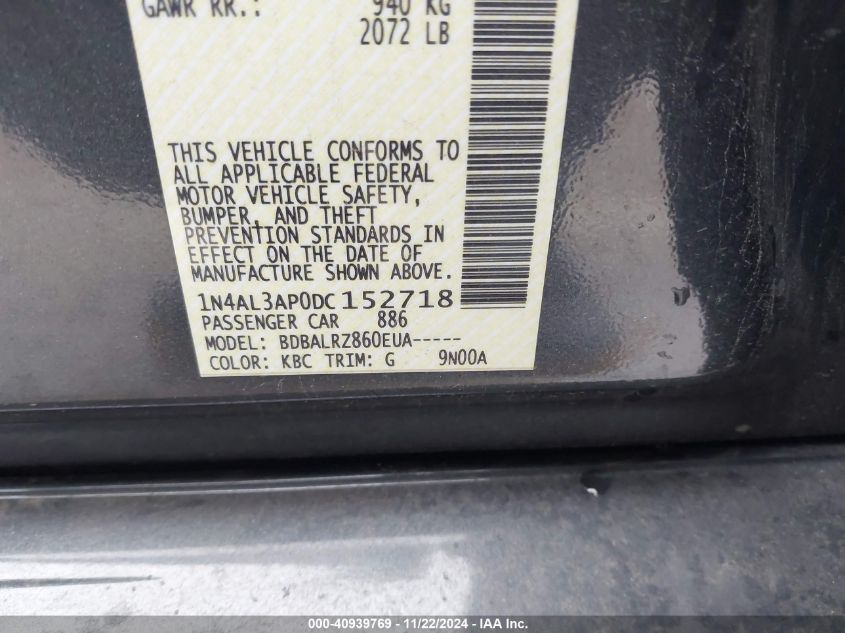 GAWR RR.: 940 KG
2072 LB
THIS VEHICLE CONFORMS TO
ALL APPLICABLE FEDERAL
MOTOR VEHICLE SAFETY,
BUMPER, AND THEFT
PREVENTION STANDARDS IN
EFFECT ON THE DATE OF
MANUFACTURE SHOWN ABOVE.
1N4AL3AP0DC152718
PASSENGER CAR 886
MODEL: BDBALRZ860EUA-----
COLOR: KBC TRIM: G 9N00A
000-40939769 - 11/22/2024 - IAA Inc.